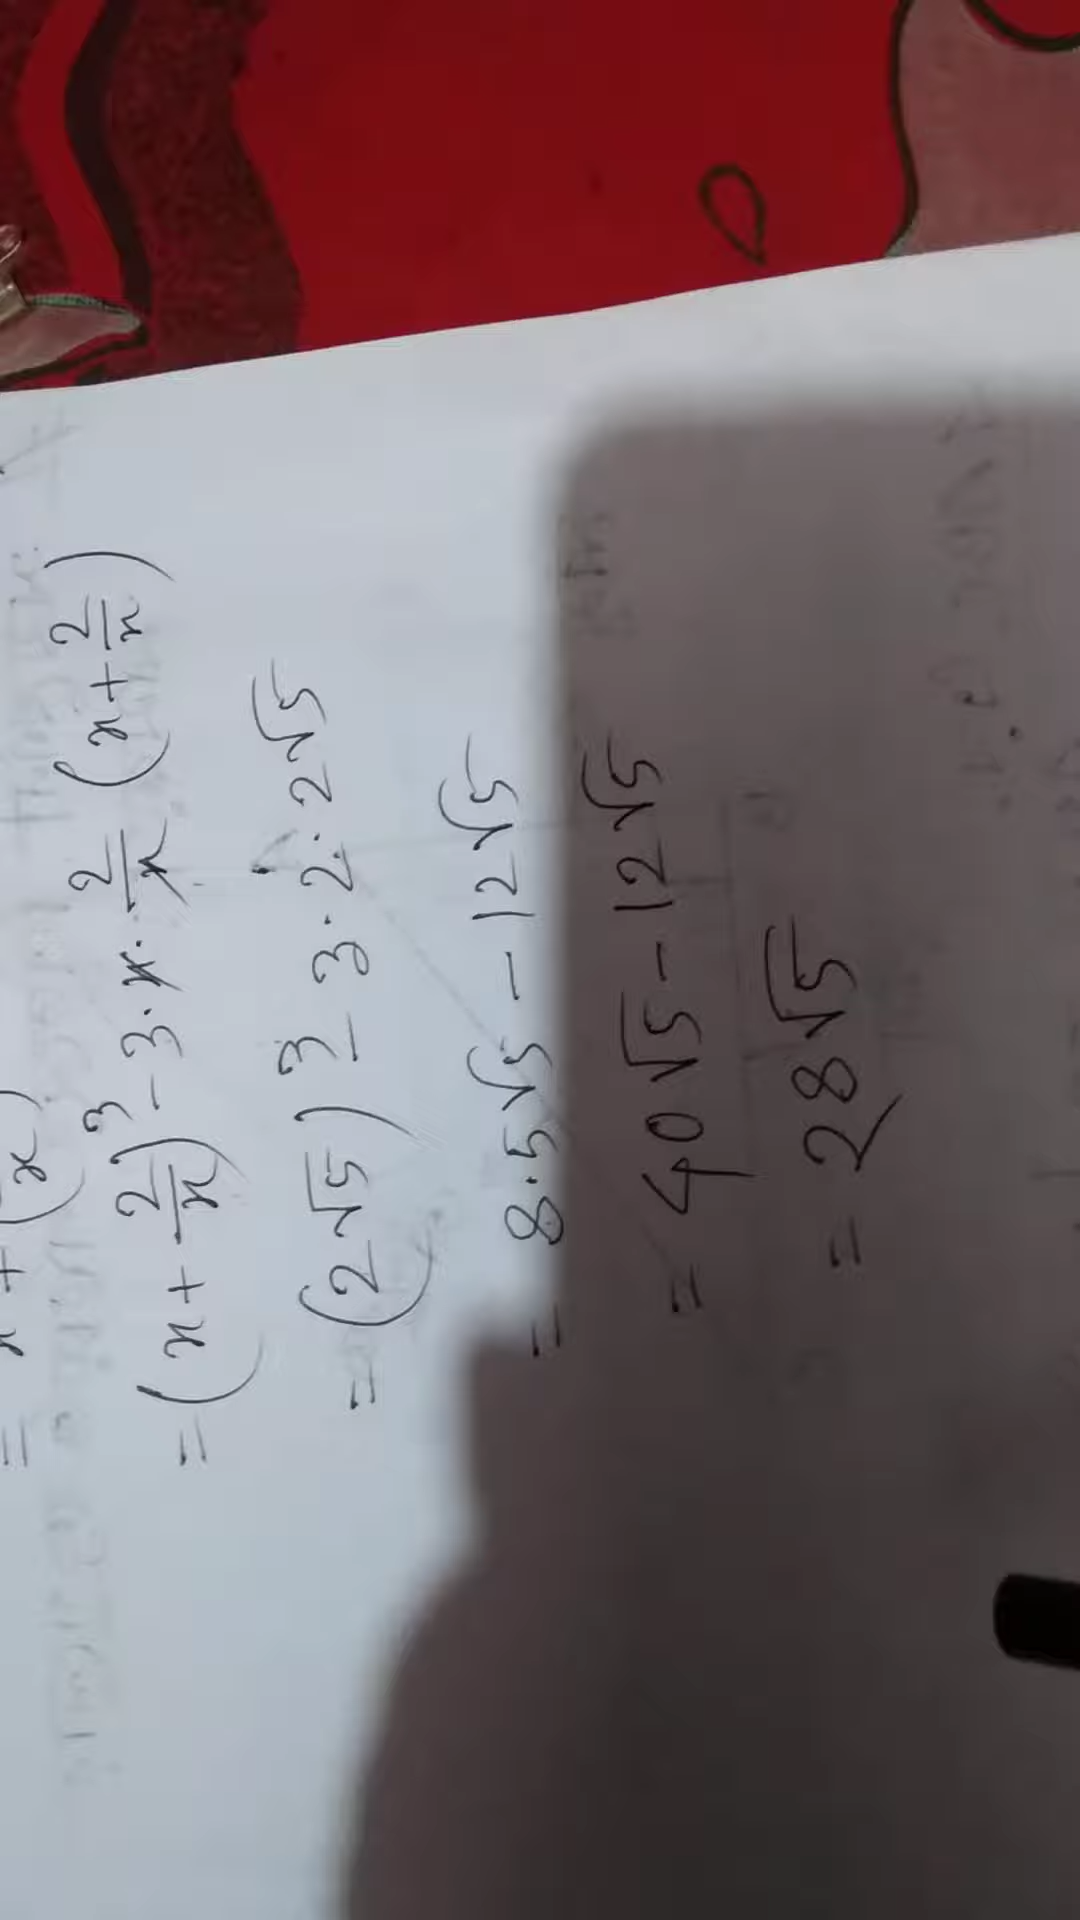 = (x + 2/x)³ - 3·x·2/x (x + 2/x)
= (2√5)³ - 3·2·2√5
= 8·5√5 - 12√5
= 40√5 - 12√5
= 28√5